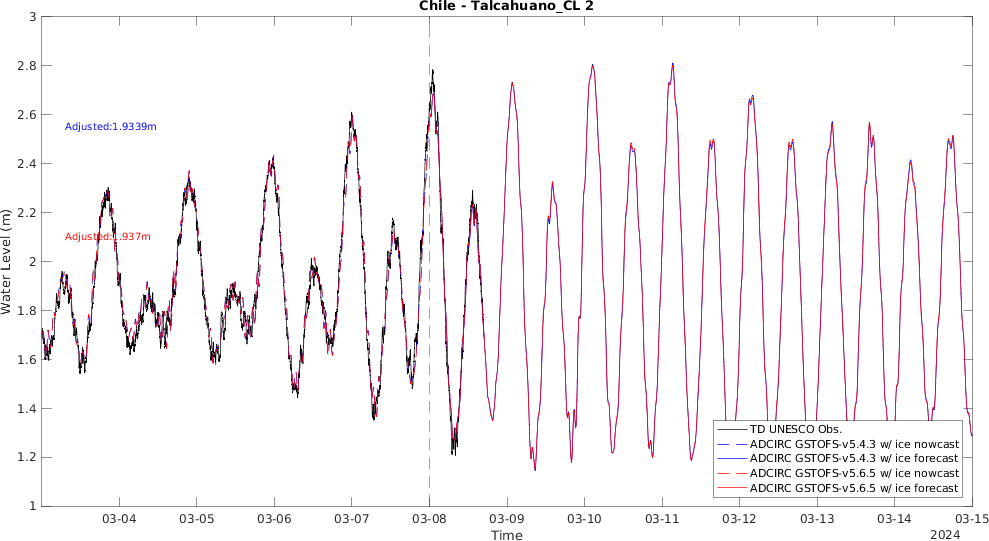 Chile - Talcahuano_CL 2
3
2.8
2.6
2.4
2.2
2
1.8
1.6
1.4
1.2
1
Water Level (m)
Adjusted:1.9339m
Adjusted:1.937m
TD UNESCO Obs.
ADCIRC GSTOFS-v5.4.3 w/ ice nowcast
ADCIRC GSTOFS-v5.4.3 w/ ice forecast
ADCIRC GSTOFS-v5.6.5 w/ ice nowcast
ADCIRC GSTOFS-v5.6.5 w/ ice forecast
03-04 03-05 03-06 03-07 03-08 03-09 03-10 03-11 03-12 03-13 03-14 03-15
Time
2024